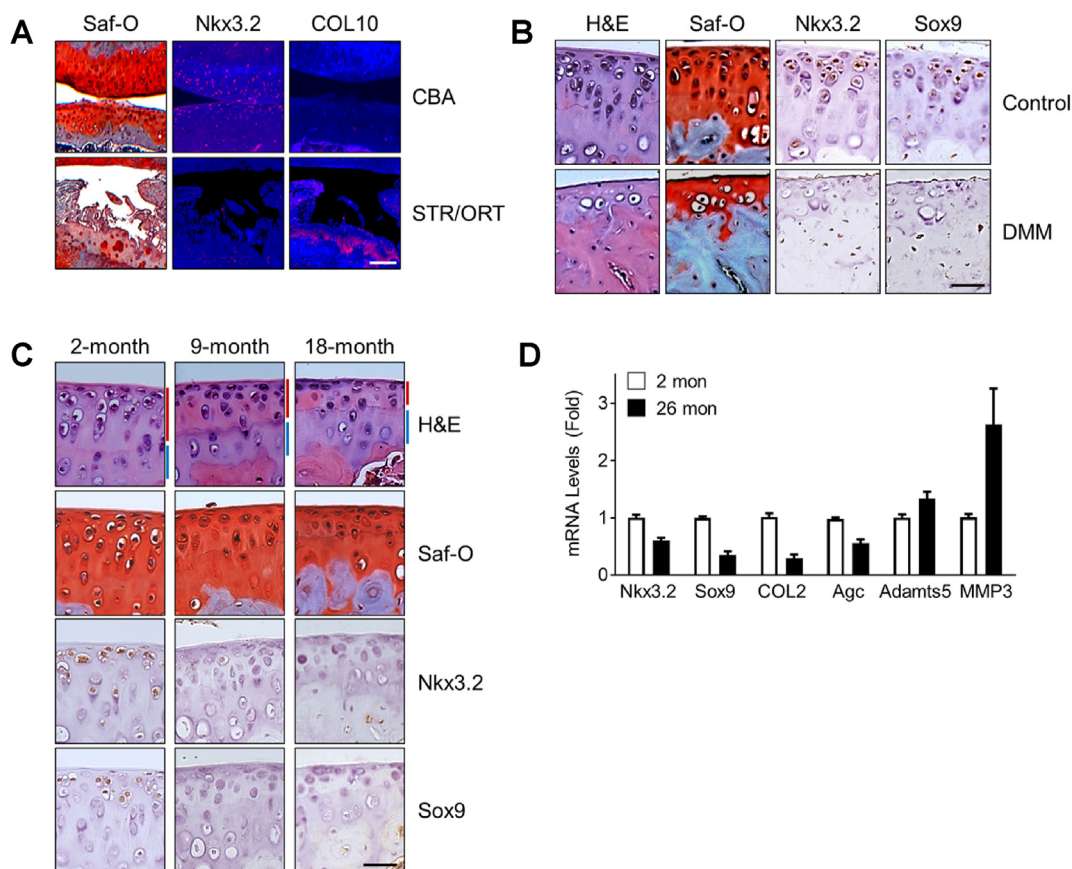 A
Saf-O Nkx3.2 COL10
CBA
STR/ORT
B
H&E Saf-O Nkx3.2 Sox9
Control
DMM
C
2-month 9-month 18-month
H&E
Saf-O
Nkx3.2
Sox9
D
2 mon
26 mon
mRNA Levels (Fold)
3
2
1
0
Nkx3.2 Sox9 COL2 Agc Adamts5 MMP3